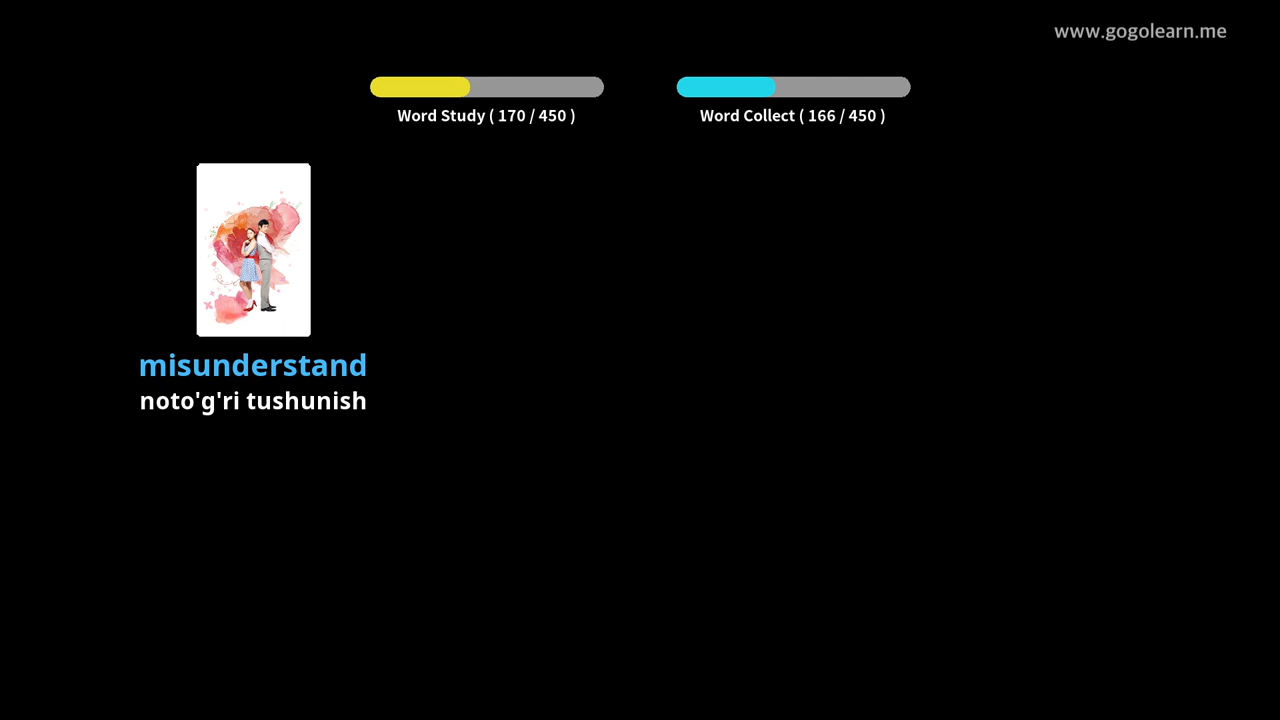 www.gogolearn.me
Word Study ( 170 / 450 )
Word Collect ( 166 / 450 )
misunderstand
noto'g'ri tushunish